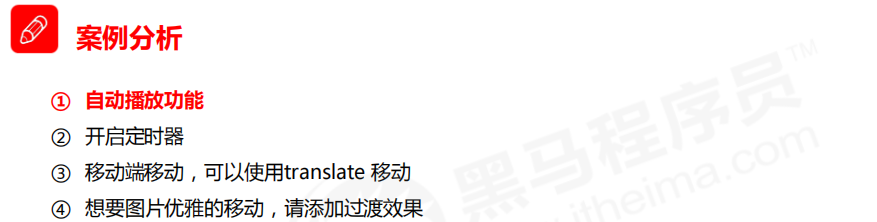 案例分析
① 自动播放功能
② 开启定时器
③ 移动端移动，可以使用translate 移动
④ 想要图片优雅的移动，请添加过渡效果
黑马程序员™
itheima.com